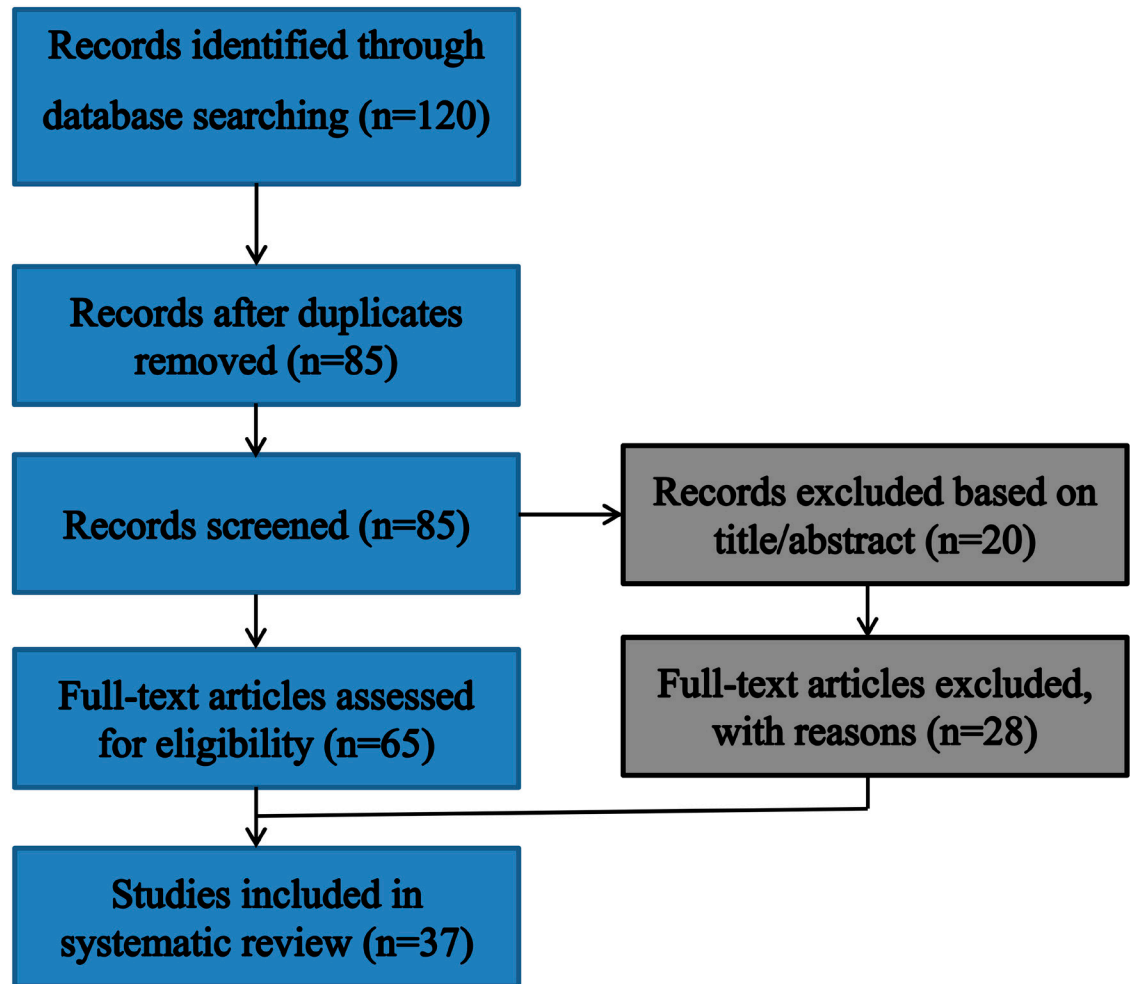 Records identified through
database searching (n=120)
Records after duplicates
removed (n=85)
Records screened (n=85)
Records excluded based on
title/abstract (n=20)
Full-text articles assessed
for eligibility (n=65)
Full-text articles excluded,
with reasons (n=28)
Studies included in
systematic review (n=37)